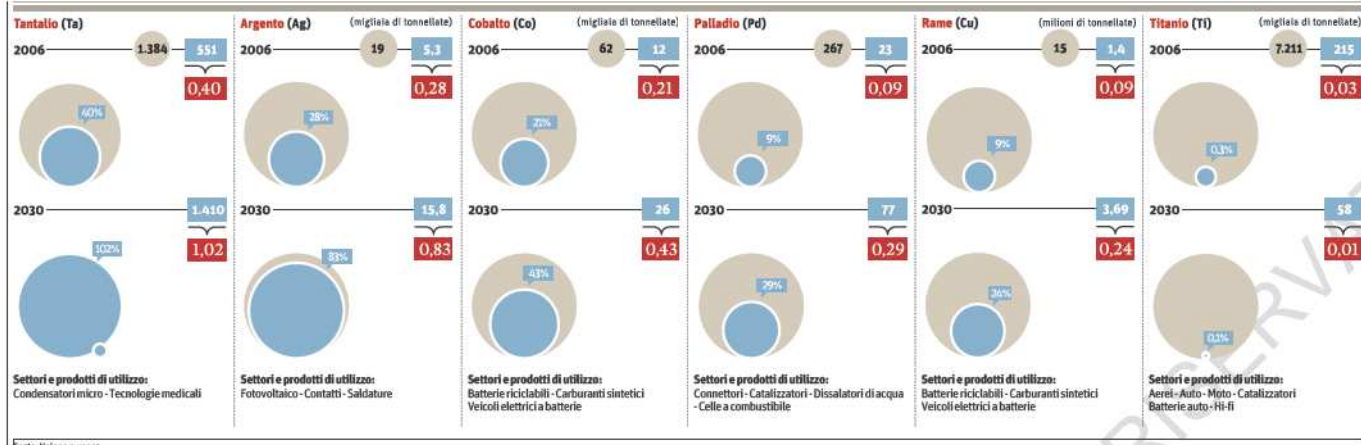 Tantalio (Ta)
2006
1.384
551
0,40
40%
2030
1.410
1,02
102%
Settori e prodotti di utilizzo:
Condensatori micro - Tecnologie medicali
Argento (Ag)
(migliaia di tonnellate)
2006
19
5,3
0,28
28%
2030
15,8
0,83
83%
Settori e prodotti di utilizzo:
Fotovoltaico - Contatti - Saldature
Cobalto (Co)
(migliaia di tonnellate)
2006
62
12
0,21
21%
2030
26
0,43
43%
Settori e prodotti di utilizzo:
Batterie riciclabili - Carburanti sintetici
Veicoli elettrici a batterie
Palladio (Pd)
2006
267
23
0,09
9%
2030
77
0,29
29%
Settori e prodotti di utilizzo:
Connettori - Catalizzatori - Dissalatori di acqua
- Celle a combustibile
Rame (Cu)
(milioni di tonnellate)
2006
15
1,4
0,09
9%
2030
3,69
0,24
24%
Settori e prodotti di utilizzo:
Batterie riciclabili - Carburanti sintetici
Veicoli elettrici a batterie
Titanio (Ti)
(migliaia di tonnellate)
2006
7.211
215
0,03
0,3%
2030
58
0,01
0,1%
Settori e prodotti di utilizzo:
Aerei - Auto - Moto - Catalizzatori
Batterie auto - Hi-fi